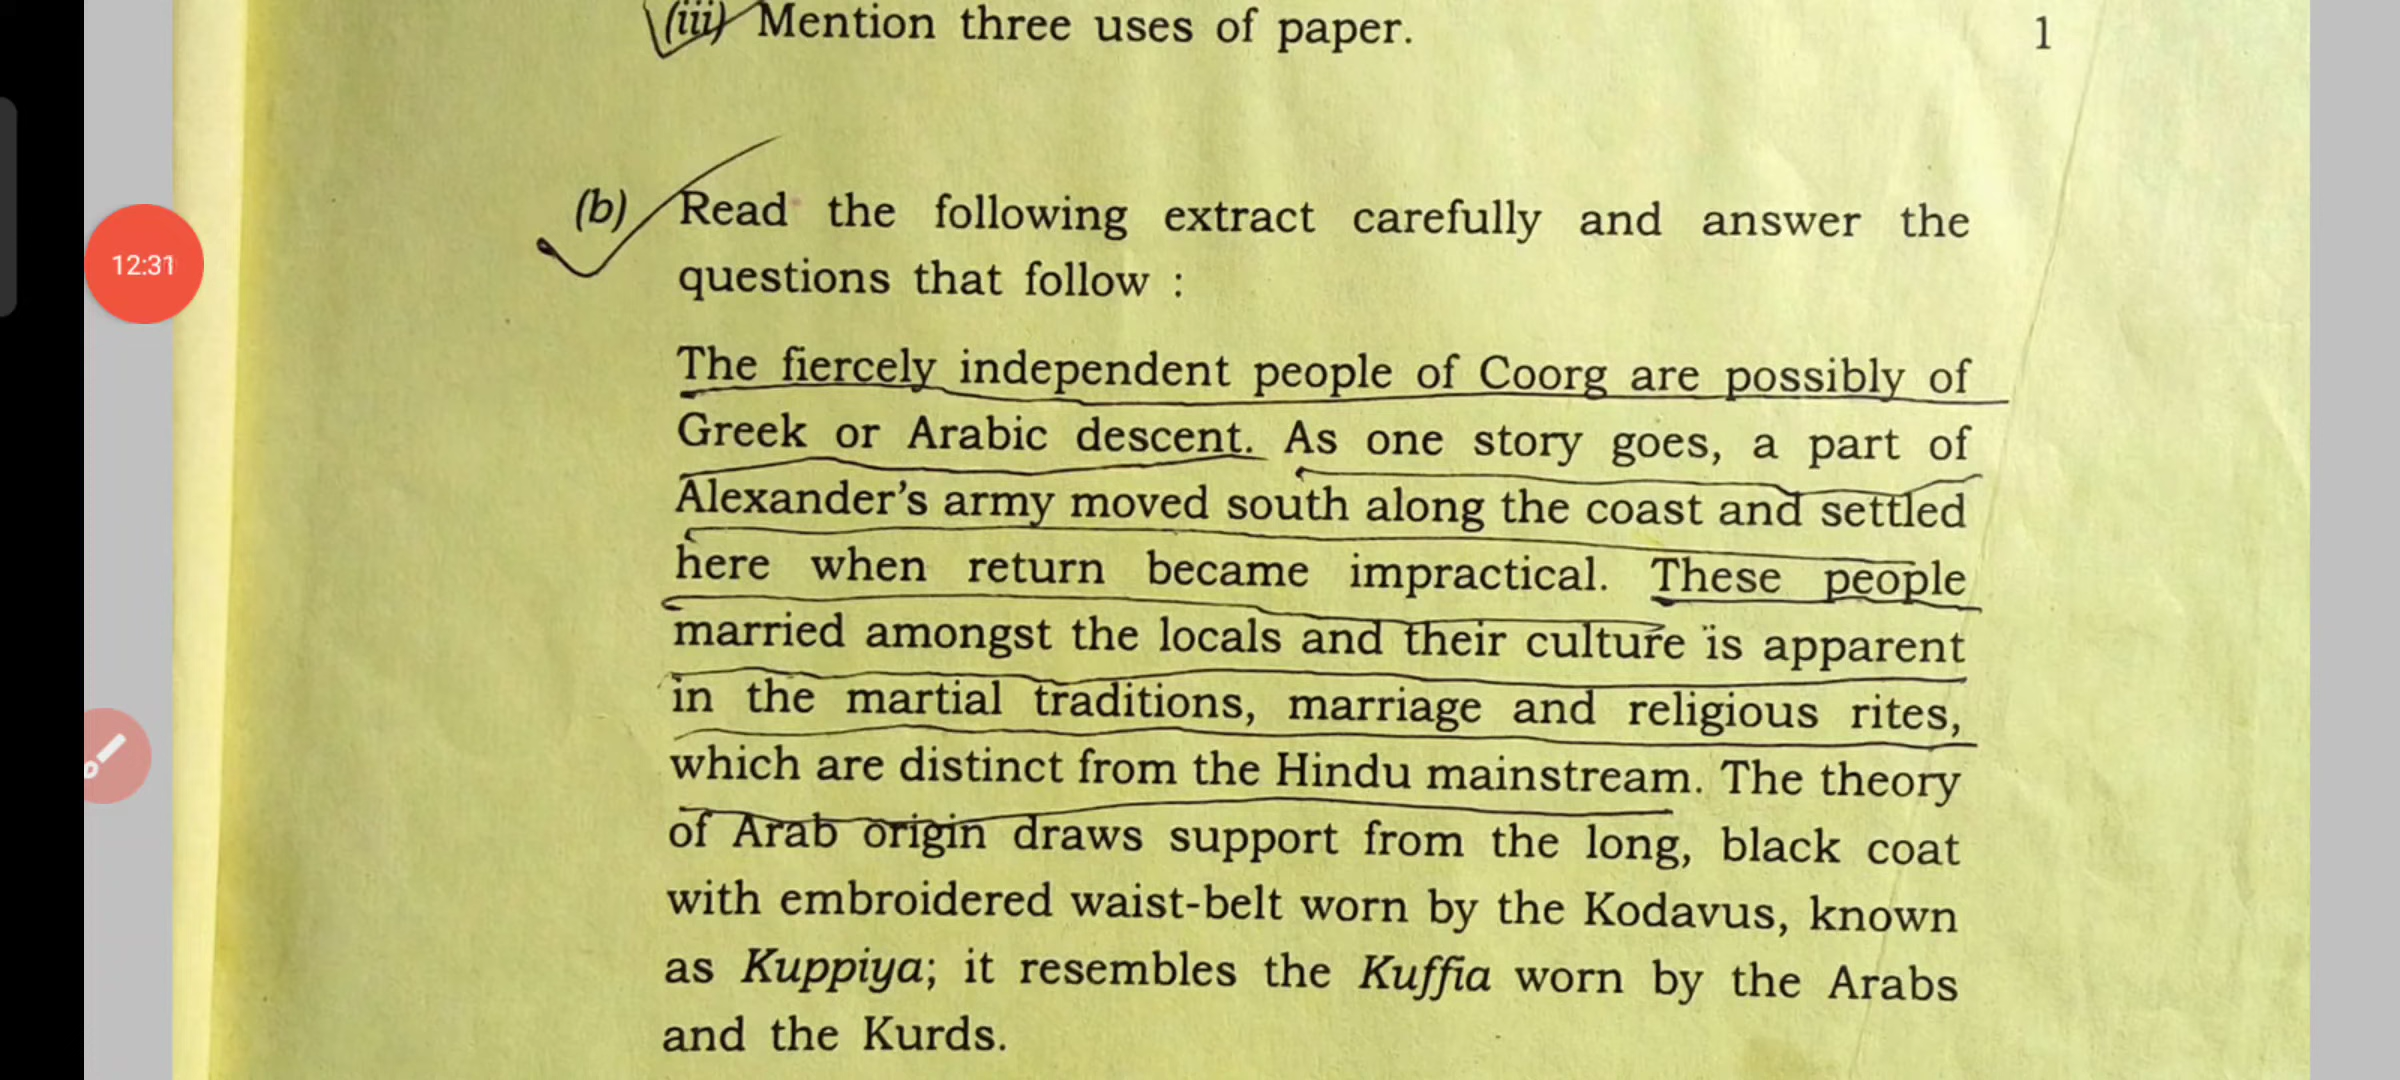 (iii) Mention three uses of paper. 1
(b) Read the following extract carefully and answer the
questions that follow :
The fiercely independent people of Coorg are possibly of
Greek or Arabic descent. As one story goes, a part of
Alexander's army moved south along the coast and settled
here when return became impractical. These people
married amongst the locals and their culture is apparent
in the martial traditions, marriage and religious rites,
which are distinct from the Hindu mainstream. The theory
of Arab origin draws support from the long, black coat
with embroidered waist-belt worn by the Kodavus, known
as Kuppiya; it resembles the Kuffia worn by the Arabs
and the Kurds.
12:31